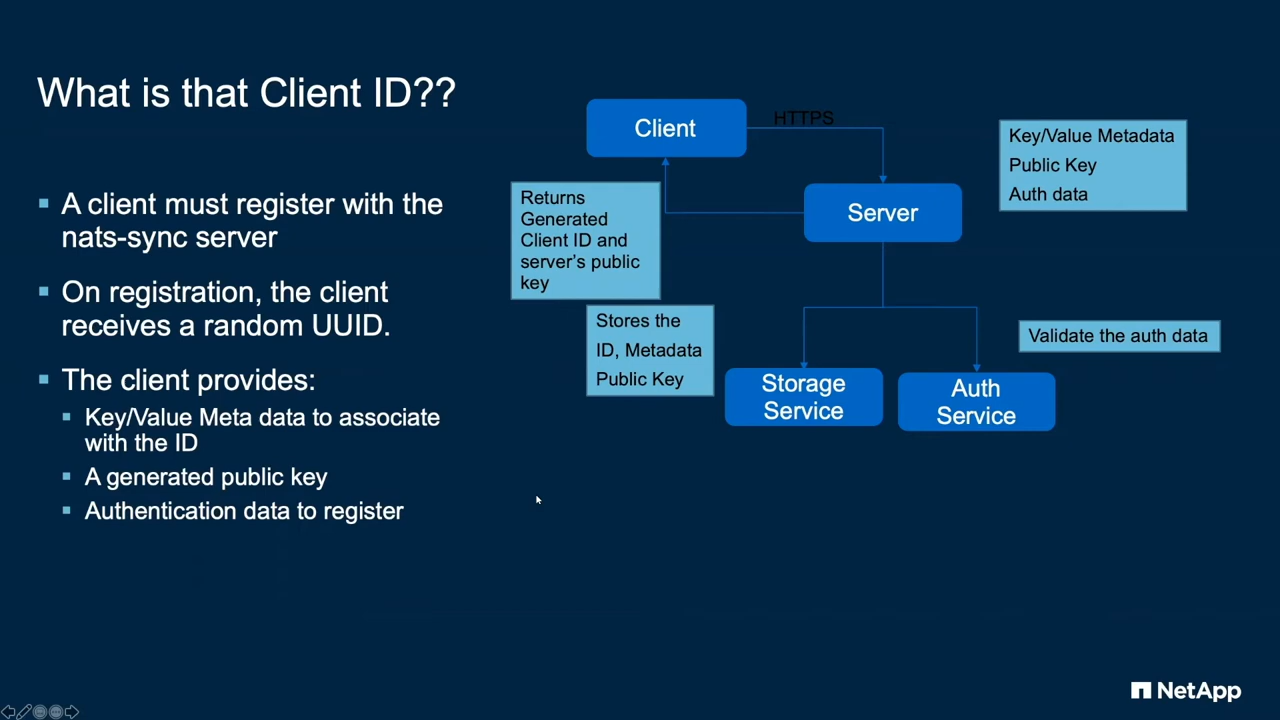 What is that Client ID??
A client must register with the
nats-sync server
On registration, the client
receives a random UUID.
The client provides:
Key/Value Meta data to associate
with the ID
A generated public key
Authentication data to register
Client
HTTPS
Key/Value Metadata
Public Key
Auth data
Returns
Generated
Client ID and
server's public
key
Server
Stores the
ID, Metadata
Public Key
Validate the auth data
Storage
Service
Auth
Service
NetApp